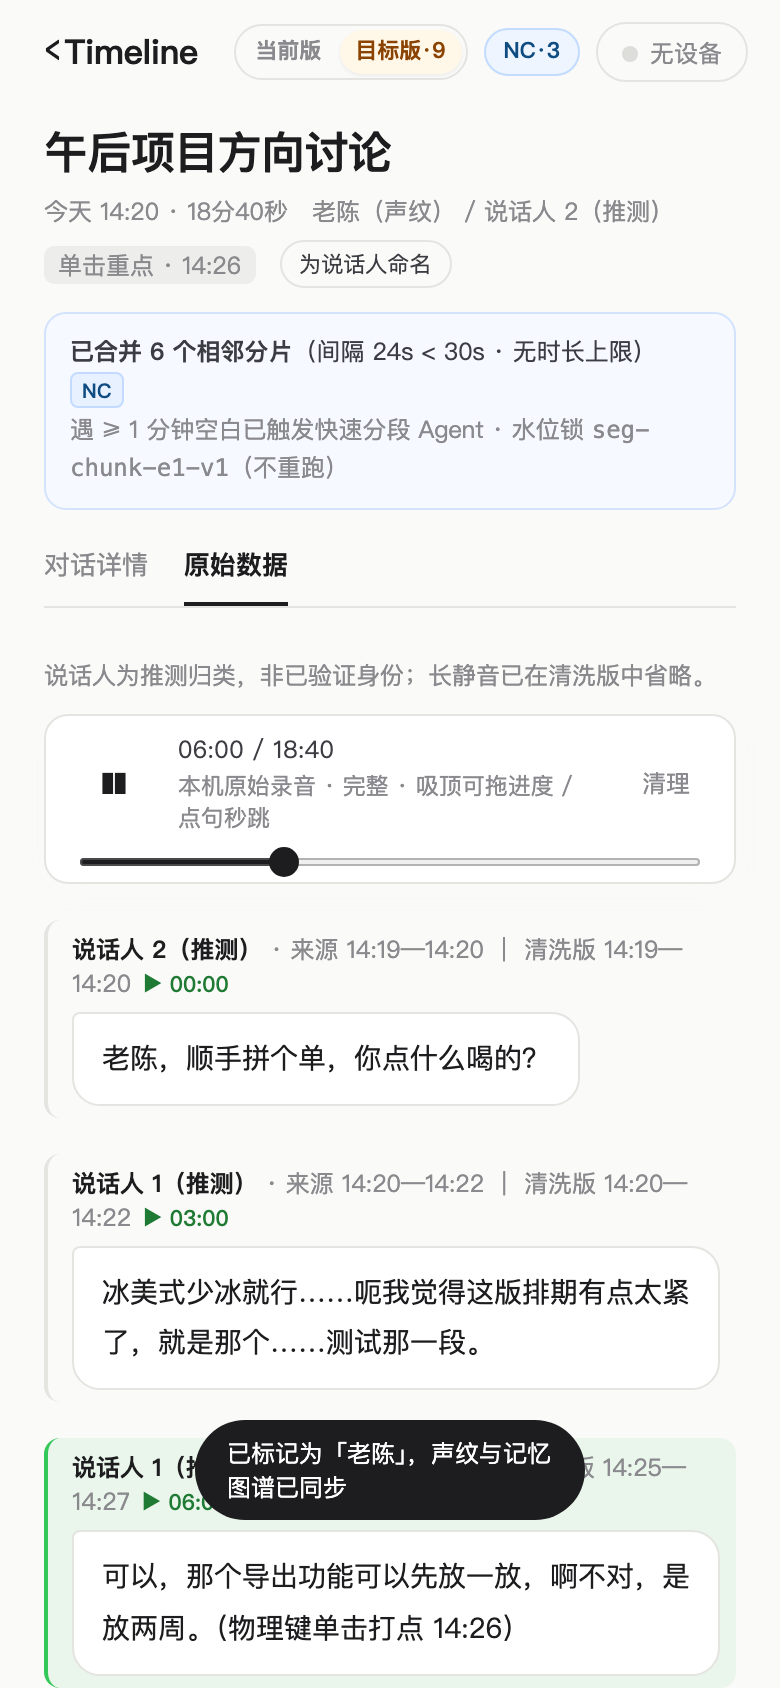 <Timeline 当前版 目标版·9 NC·3 无设备
午后项目方向讨论
今天 14:20 · 18分40秒 老陈（声纹） / 说话人 2（推测）
单击重点 · 14:26 为说话人命名
已合并 6 个相邻分片（间隔 24s < 30s · 无时长上限）
NC
遇 ≥ 1 分钟空白已触发快速分段 Agent · 水位锁 seg-
chunk-e1-v1（不重跑）
对话详情 原始数据
说话人为推测归类，非已验证身份；长静音已在清洗版中省略。
06:00 / 18:40
本机原始录音 · 完整 · 吸顶可拖进度 /
点句秒跳
清理
说话人 2（推测） · 来源 14:19—14:20 ｜ 清洗版 14:19—
14:20 ▶ 00:00
老陈，顺手拼个单，你点什么喝的？
说话人 1（推测） · 来源 14:20—14:22 ｜ 清洗版 14:20—
14:22 ▶ 03:00
冰美式少冰就行……呃我觉得这版排期有点太紧
了，就是那个……测试那一段。
说话人 1 14:25—
14:27 ▶ 06:
已标记为「老陈」，声纹与记忆
图谱已同步
可以，那个导出功能可以先放一放，啊不对，是
放两周。（物理键单击打点 14:26）